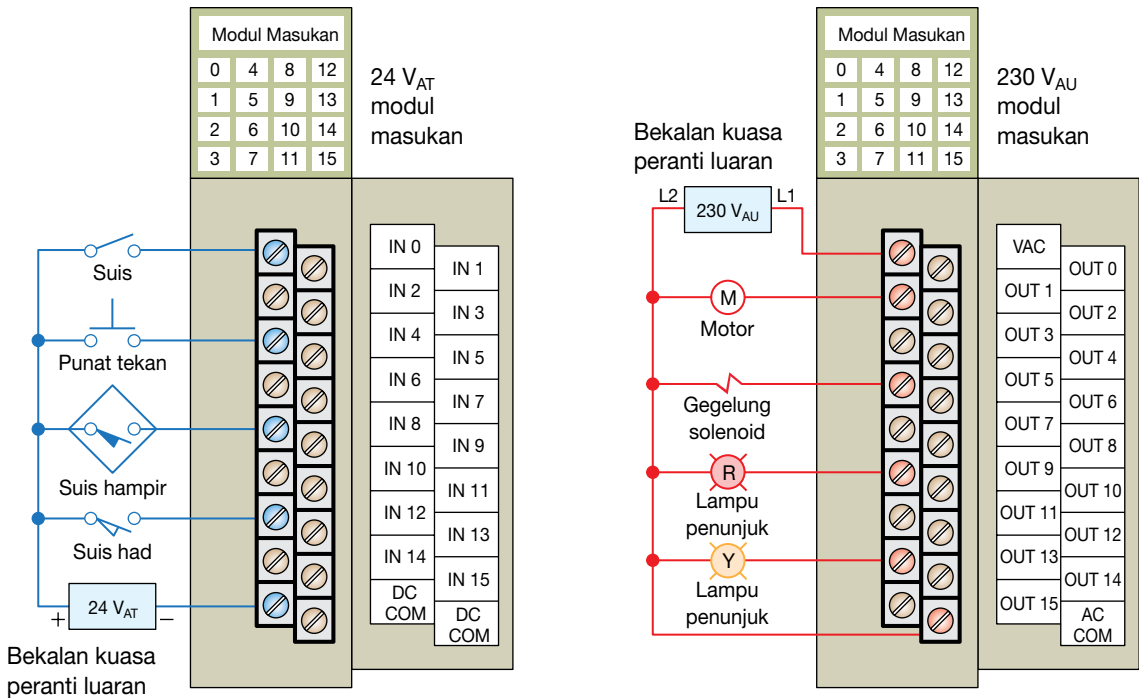 Modul Masukan
0 4 8 12
1 5 9 13
2 6 10 14
3 7 11 15
24 V_AT
modul
masukan
Suis
Punat tekan
Suis hampir
Suis had
+ 24 V_AT −
Bekalan kuasa
peranti luaran
IN 0
IN 1
IN 2
IN 3
IN 4
IN 5
IN 6
IN 7
IN 8
IN 9
IN 10
IN 11
IN 12
IN 13
IN 14
IN 15
DC
COM
DC
COM
Modul Masukan
0 4 8 12
1 5 9 13
2 6 10 14
3 7 11 15
230 V_AU
modul
masukan
Bekalan kuasa
peranti luaran
L2 230 V_AU L1
M
Motor
Gegelung
solenoid
R
Lampu
penunjuk
Y
Lampu
penunjuk
VAC
OUT 0
OUT 1
OUT 2
OUT 3
OUT 4
OUT 5
OUT 6
OUT 7
OUT 8
OUT 9
OUT 10
OUT 11
OUT 12
OUT 13
OUT 14
OUT 15
AC
COM